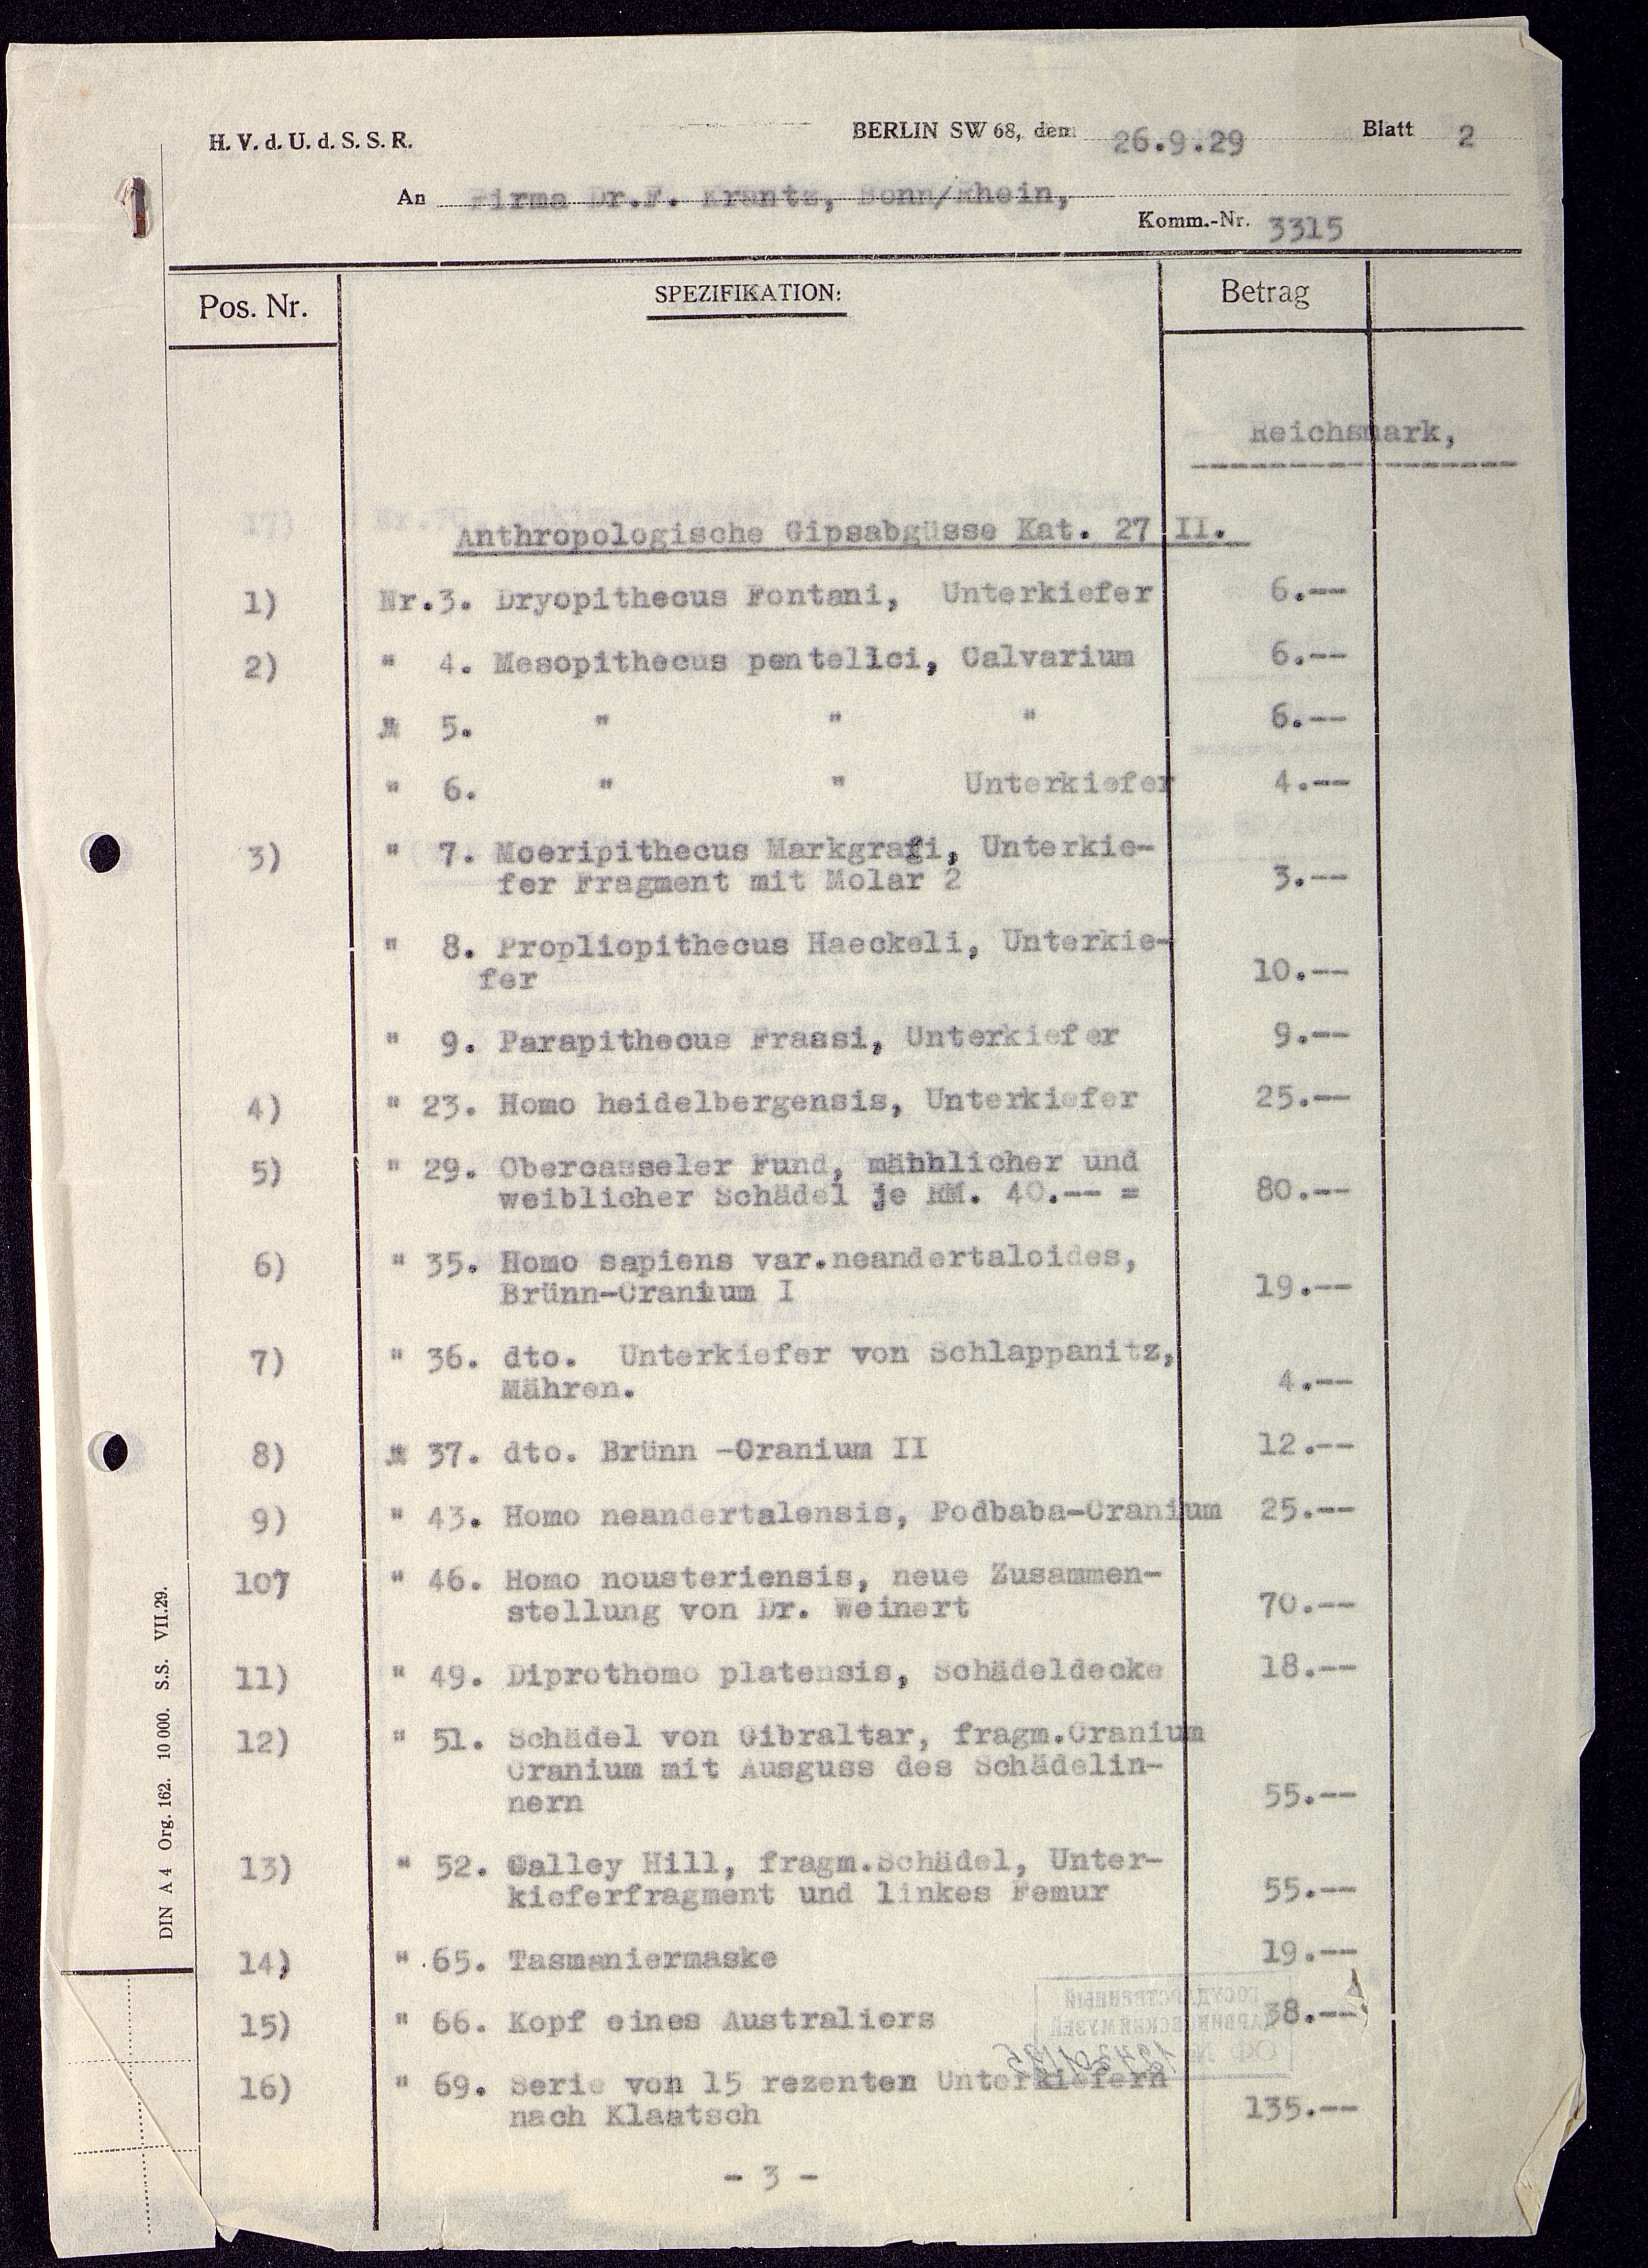 H. V. d. U. d. S. S. R.
BERLIN SW 68, den 26.9.29 Blatt 2
An Firma Dr.F. Krantz, Bonn/Rhein,
Komm.-Nr. 3315
Pos. Nr. SPEZIFIKATION: Betrag
Reichsmark,
17)
Anthropologische Gipsabgüsse Kat. 27 II.
1) Nr.3. Dryopithecus Fontani, Unterkiefer 6.--
2) " 4. Mesopithecus pentelici, Calvarium 6.--
" 5. " " " 6.--
" 6. " " Unterkiefer 4.--
3) " 7. Moeripithecus Markgrafi, Unterkie-
fer Fragment mit Molar 2 3.--
" 8. Propliopithecus Haeckeli, Unterkie-
fer 10.--
" 9. Parapithecus Fraasi, Unterkiefer 9.--
4) " 23. Homo heidelbergensis, Unterkiefer 25.--
5) " 29. Obercasseler Fund, männlicher und
weiblicher Schädel je RM. 40.-- = 80.--
6) " 35. Homo sapiens var.neandertaloides,
Brünn-Cranium I 19.--
7) " 36. dto. Unterkiefer von Schlappanitz,
Mähren. 4.--
8) " 37. dto. Brünn -Cranium II 12.--
9) " 43. Homo neandertalensis, Podbaba-Cranium 25.--
10) " 46. Homo nousteriensis, neue Zusammen-
stellung von Dr. Weinert 70.--
11) " 49. Diprothomo platensis, Schädeldecke 18.--
12) " 51. Schädel von Gibraltar, fragm.Cranium
Cranium mit Ausguss des Schädelin-
nern 55.--
13) " 52. Galley Hill, fragm.Schädel, Unter-
kieferfragment und linkes Femur 55.--
14) " 65. Tasmaniermaske 19.--
15) " 66. Kopf eines Australiers 38.--
16) " 69. Serie von 15 rezenten Unterkiefern
nach Klaatsch 135.--
- 3 -
DIN A 4 Org. 162. 10 000. S.S. VII.29.
ГОСУДАРСТВЕННЫЙ
ДАРВИНОВСКИЙ МУЗЕЙ
ОФ №